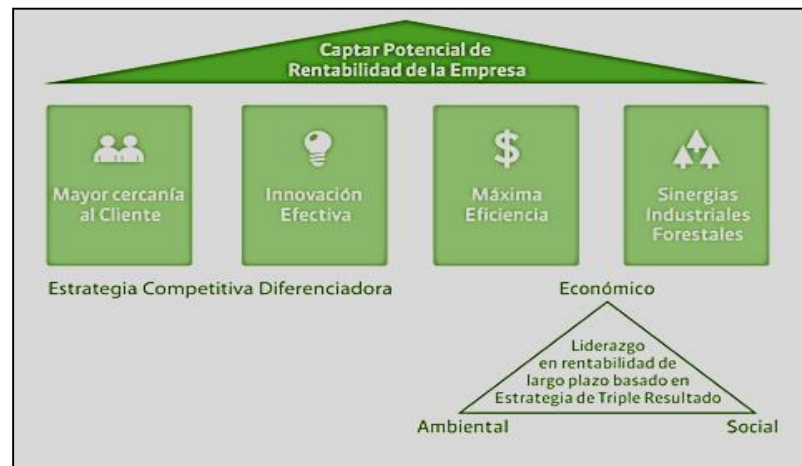 Captar Potencial de
Rentabilidad de la Empresa
Mayor cercanía
al Cliente
Innovación
Efectiva
$
Máxima
Eficiencia
Sinergias
Industriales
Forestales
Estrategia Competitiva Diferenciadora
Económico
Liderazgo
en rentabilidad de
largo plazo basado en
Estrategia de Triple Resultado
Ambiental
Social